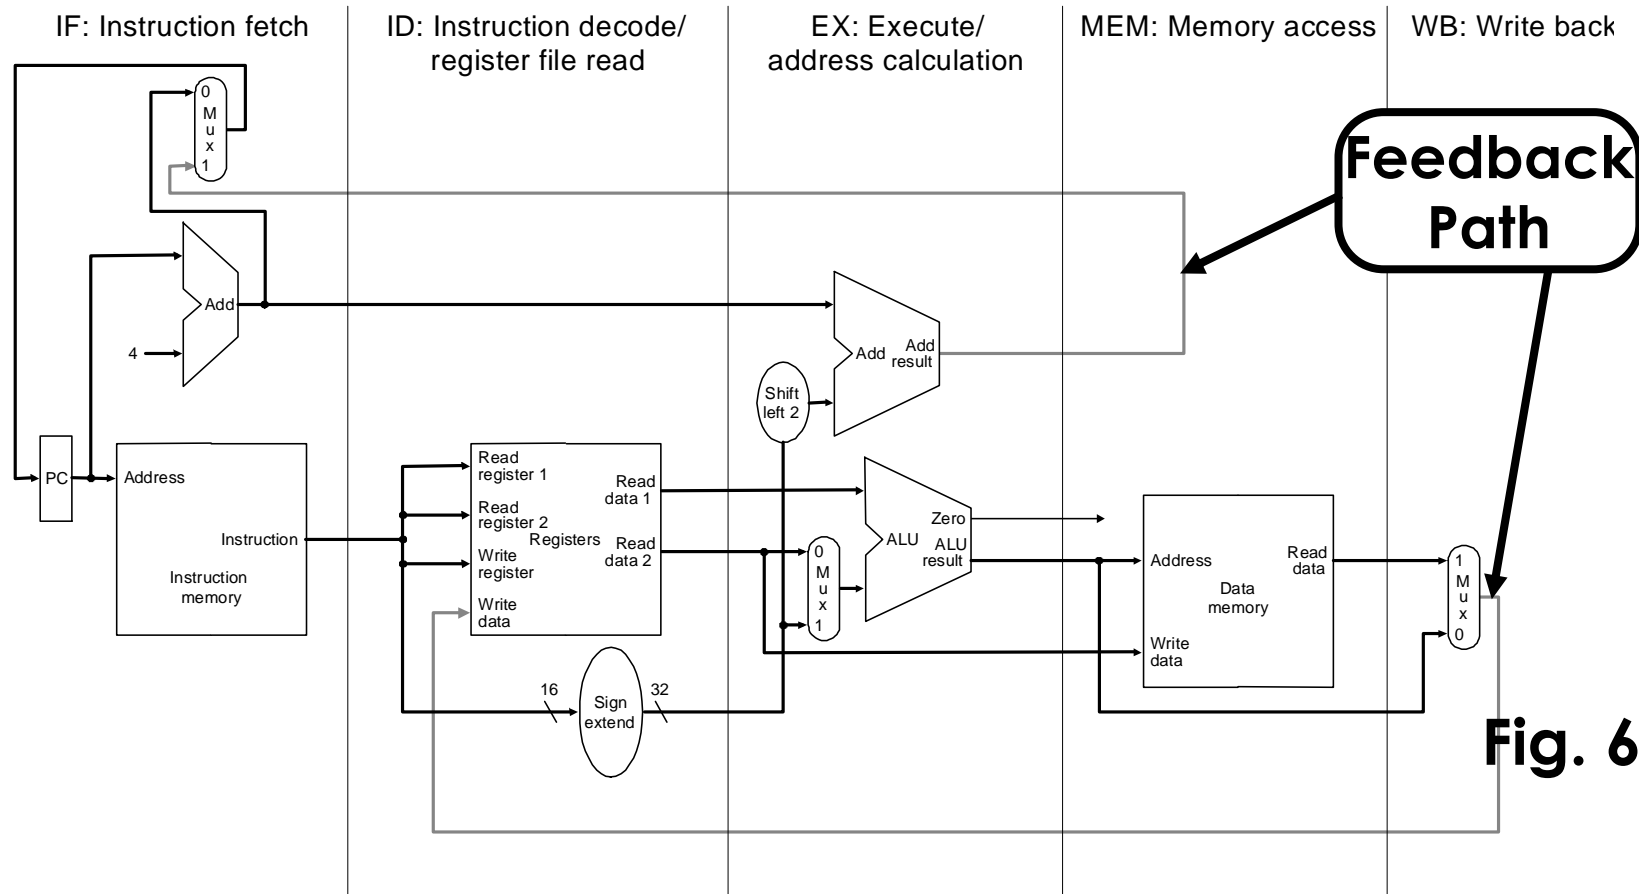 IF: Instruction fetch
ID: Instruction decode/
register file read
EX: Execute/
address calculation
MEM: Memory access
WB: Write back
0
M
u
x
1
Feedback
Path
Add
4
Add
Add
result
Shift
left 2
PC
Address
Instruction
Instruction
memory
Read
register 1
Read
register 2
Write
register
Write
data
Registers
Read
data 1
Read
data 2
16
Sign
extend
32
0
M
u
x
1
Zero
ALU
ALU
result
Address
Write
data
Data
memory
Read
data
1
M
u
x
0
Fig. 6